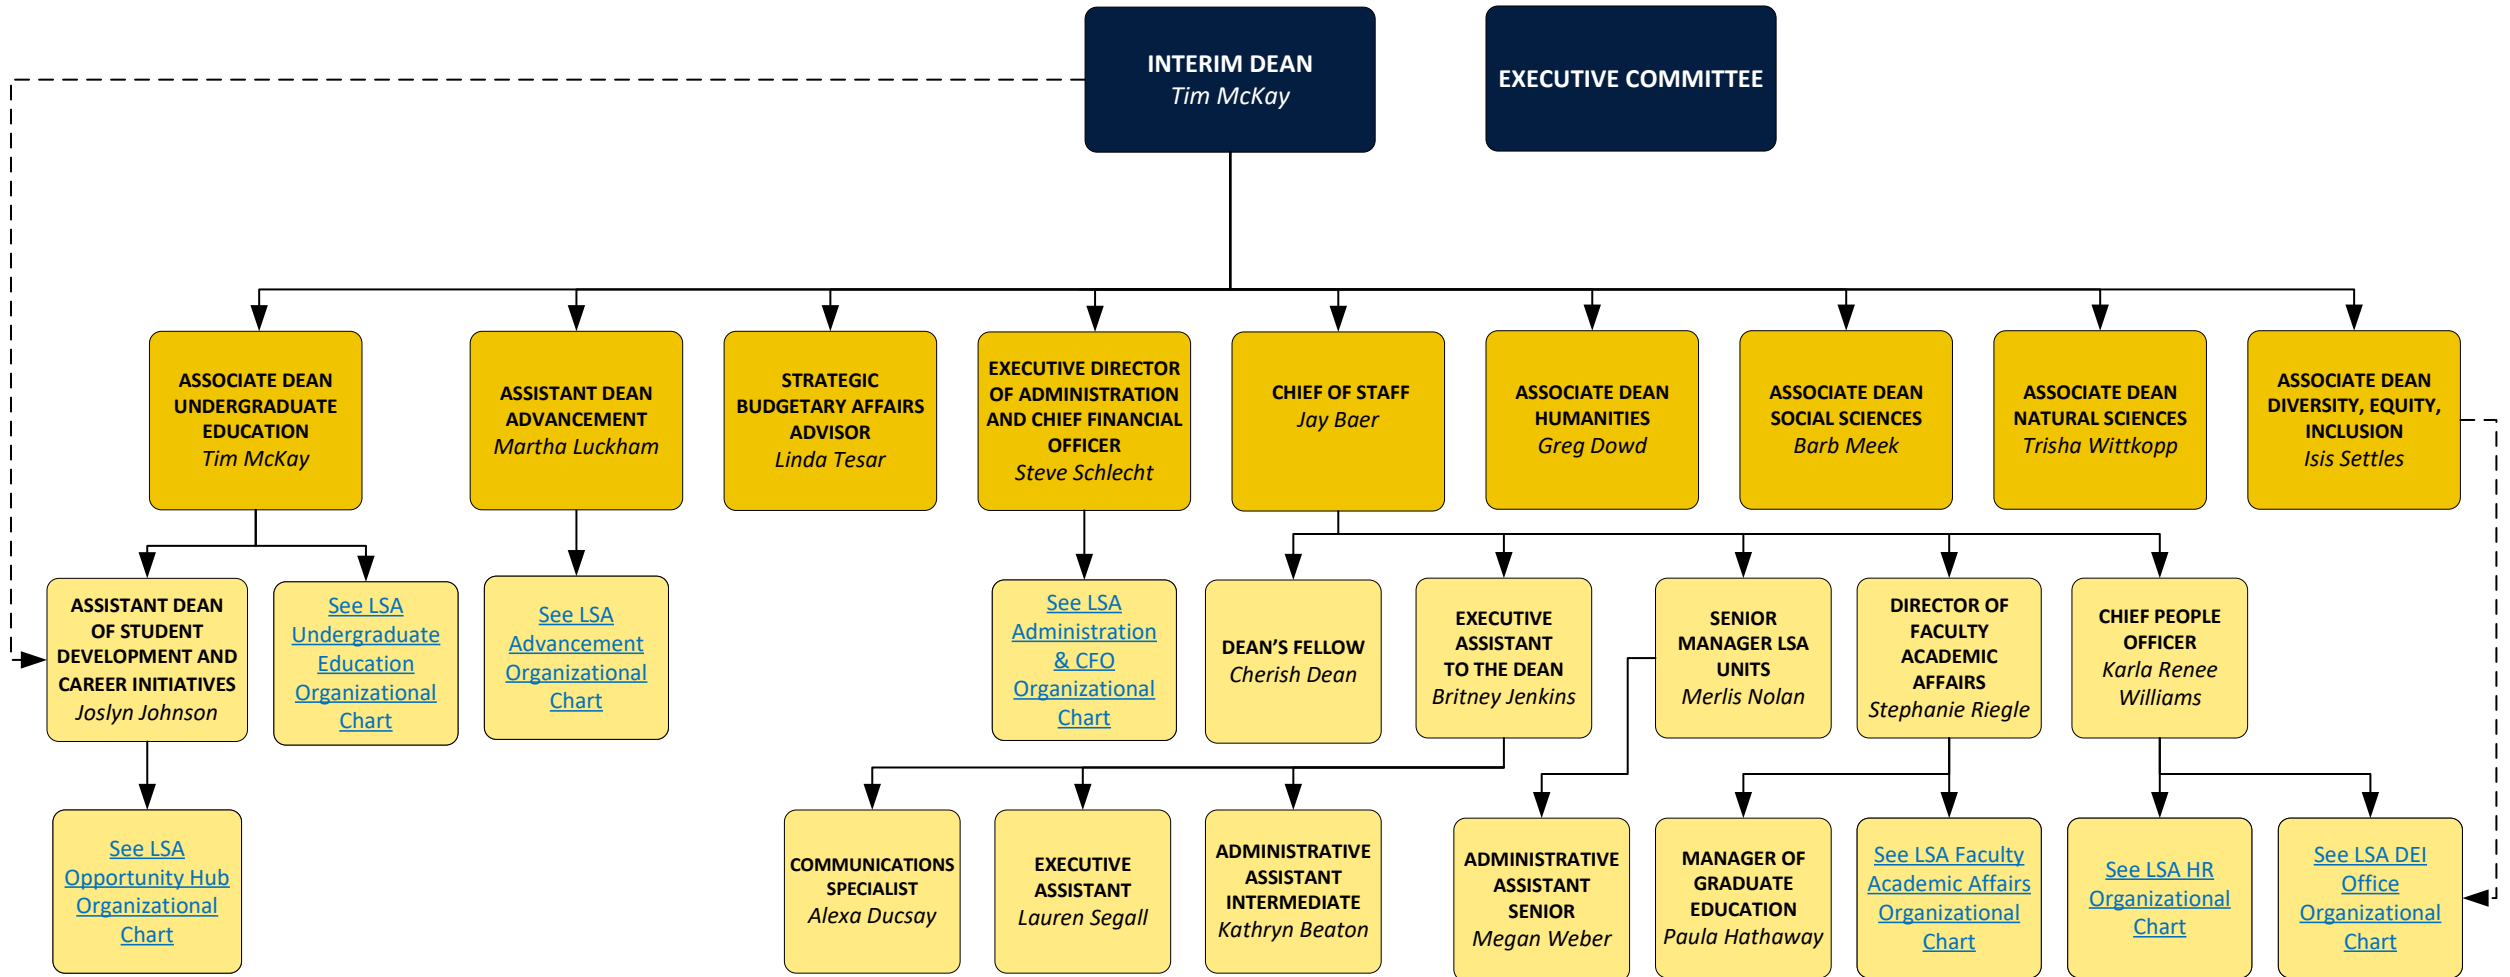 INTERIM DEAN
Tim McKay
EXECUTIVE COMMITTEE
ASSOCIATE DEAN
UNDERGRADUATE
EDUCATION
Tim McKay
ASSISTANT DEAN
ADVANCEMENT
Martha Luckham
STRATEGIC
BUDGETARY AFFAIRS
ADVISOR
Linda Tesar
EXECUTIVE DIRECTOR
OF ADMINISTRATION
AND CHIEF FINANCIAL
OFFICER
Steve Schlecht
CHIEF OF STAFF
Jay Baer
ASSOCIATE DEAN
HUMANITIES
Greg Dowd
ASSOCIATE DEAN
SOCIAL SCIENCES
Barb Meek
ASSOCIATE DEAN
NATURAL SCIENCES
Trisha Wittkopp
ASSOCIATE DEAN
DIVERSITY, EQUITY,
INCLUSION
Isis Settles
ASSISTANT DEAN
OF STUDENT
DEVELOPMENT AND
CAREER INITIATIVES
Joslyn Johnson
See LSA
Undergraduate
Education
Organizational
Chart
See LSA
Advancement
Organizational
Chart
See LSA
Administration
& CFO
Organizational
Chart
DEAN’S FELLOW
Cherish Dean
EXECUTIVE
ASSISTANT
TO THE DEAN
Britney Jenkins
SENIOR
MANAGER LSA
UNITS
Merlis Nolan
DIRECTOR OF
FACULTY
ACADEMIC
AFFAIRS
Stephanie Riegle
CHIEF PEOPLE
OFFICER
Karla Renee
Williams
See LSA
Opportunity Hub
Organizational
Chart
COMMUNICATIONS
SPECIALIST
Alexa Ducsay
EXECUTIVE
ASSISTANT
Lauren Segall
ADMINISTRATIVE
ASSISTANT
INTERMEDIATE
Kathryn Beaton
ADMINISTRATIVE
ASSISTANT
SENIOR
Megan Weber
MANAGER OF
GRADUATE
EDUCATION
Paula Hathaway
See LSA Faculty
Academic Affairs
Organizational
Chart
See LSA HR
Organizational
Chart
See LSA DEI
Office
Organizational
Chart